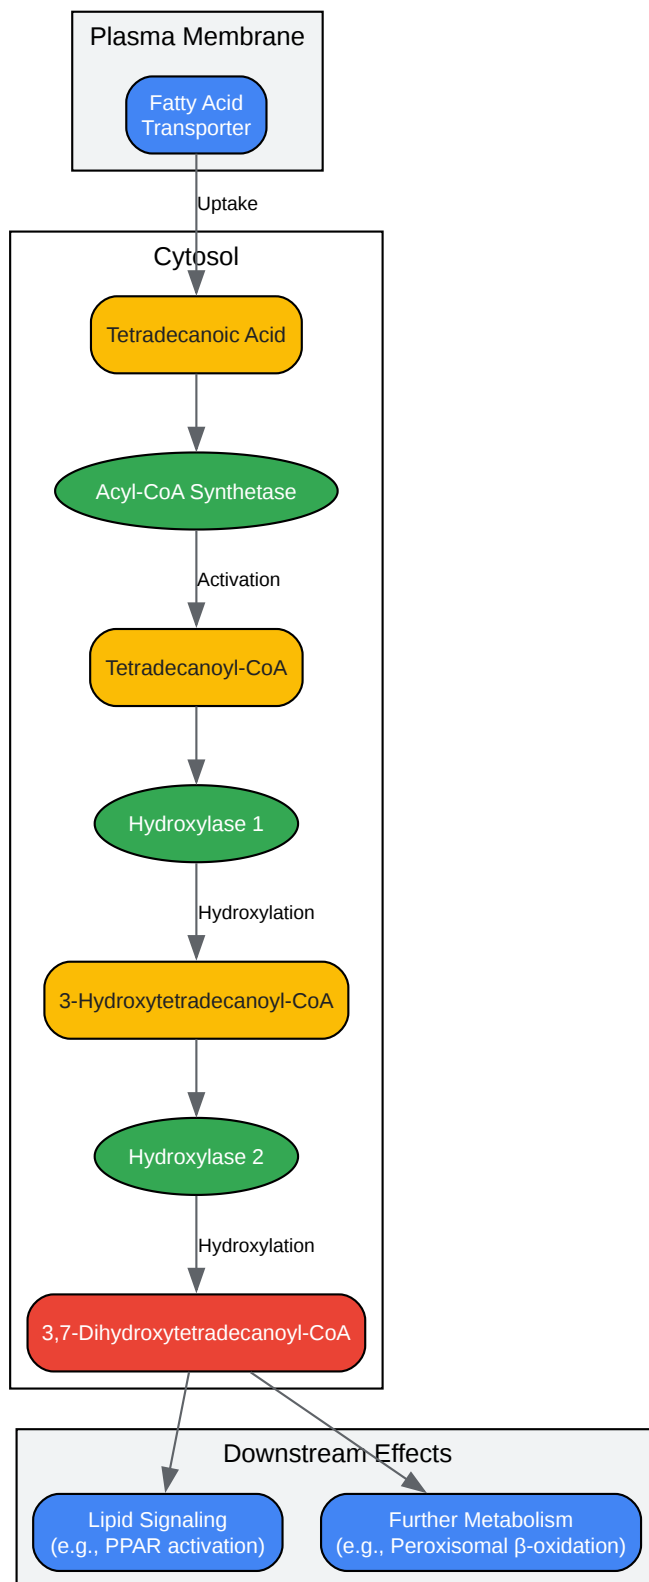 Plasma Membrane
Fatty Acid
Transporter
Uptake
Cytosol
Tetradecanoic Acid
Acyl-CoA Synthetase
Activation
Tetradecanoyl-CoA
Hydroxylase 1
Hydroxylation
3-Hydroxytetradecanoyl-CoA
Hydroxylase 2
Hydroxylation
3,7-Dihydroxytetradecanoyl-CoA
Downstream Effects
Lipid Signaling
(e.g., PPAR activation)
Further Metabolism
(e.g., Peroxisomal β-oxidation)